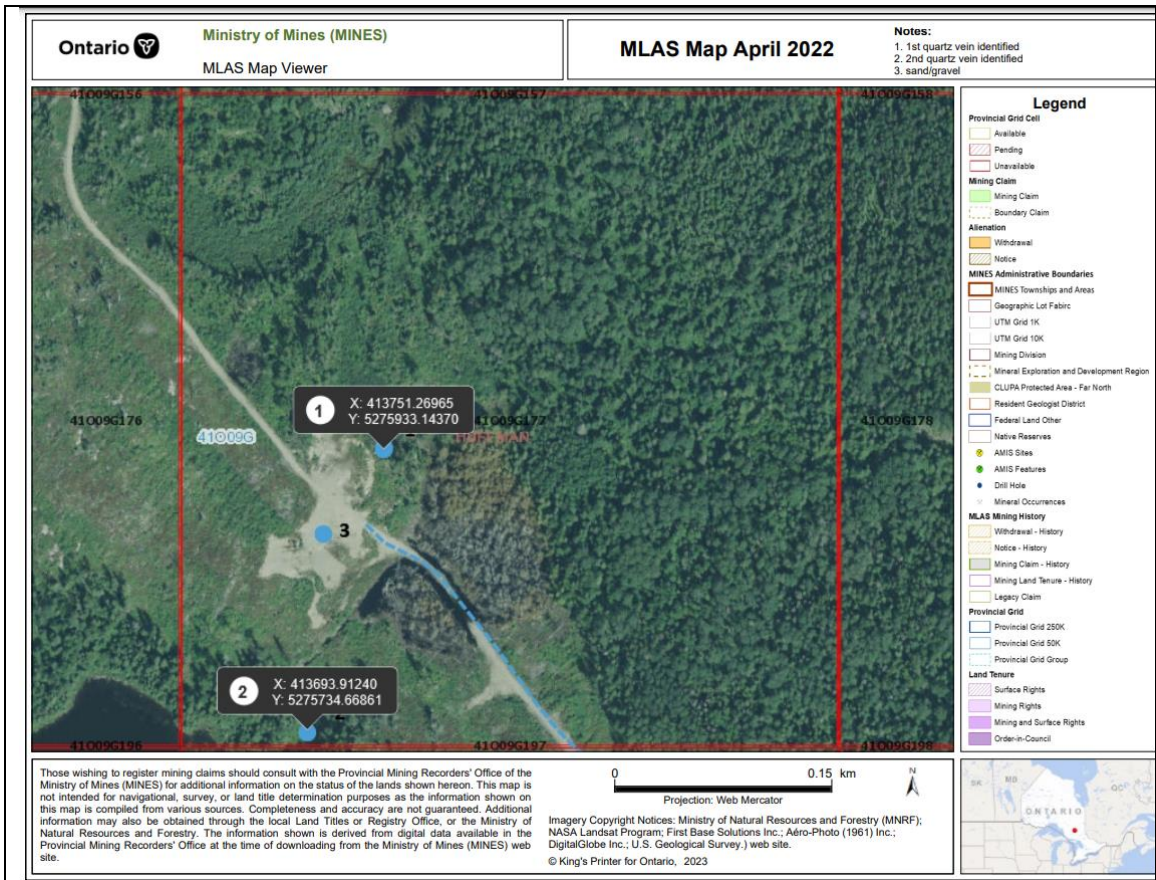 Ontario
Ministry of Mines (MINES)
MLAS Map Viewer
MLAS Map April 2022
Notes:
1. 1st quartz vein identified
2. 2nd quartz vein identified
3. sand/gravel
41O09G156
41O09G157
41O09G158
1
X: 413751.26965
Y: 5275933.14370
41O09G176
41O09G177
41O09G178
41O09G
HUFFMAN
3
2
X: 413693.91240
Y: 5275734.66861
41O09G196
41O09G197
41O09G198
Legend
Provincial Grid Cell
Available
Pending
Unavailable
Mining Claim
Mining Claim
Boundary Claim
Alienation
Withdrawal
Notice
MINES Administrative Boundaries
MINES Townships and Areas
Geographic Lot Fabirc
UTM Grid 1K
UTM Grid 10K
Mining Division
Mineral Exploration and Development Region
CLUPA Protected Area - Far North
Resident Geologist District
Federal Land Other
Native Reserves
AMIS Sites
AMIS Features
Drill Hole
Mineral Occurrences
MLAS Mining History
Withdrawal - History
Notice - History
Mining Claim - History
Mining Land Tenure - History
Legacy Claim
Provincial Grid
Provincial Grid 250K
Provincial Grid 50K
Provincial Grid Group
Land Tenure
Surface Rights
Mining Rights
Mining and Surface Rights
Order-in-Council
Those wishing to register mining claims should consult with the Provincial Mining Recorders' Office of the
Ministry of Mines (MINES) for additional information on the status of the lands shown hereon. This map is
not intended for navigational, survey, or land title determination purposes as the information shown on
this map is compiled from various sources. Completeness and accuracy are not guaranteed. Additional
information may also be obtained through the local Land Titles or Registry Office, or the Ministry of
Natural Resources and Forestry. The information shown is derived from digital data available in the
Provincial Mining Recorders' Office at the time of downloading from the Ministry of Mines (MINES) web
site.
0 0.15 km
Projection: Web Mercator
N
Imagery Copyright Notices: Ministry of Natural Resources and Forestry (MNRF);
NASA Landsat Program; First Base Solutions Inc.; Aéro-Photo (1961) Inc.;
DigitalGlobe Inc.; U.S. Geological Survey.) web site.
© King's Printer for Ontario, 2023
SK
MB
ONTARIO
QC